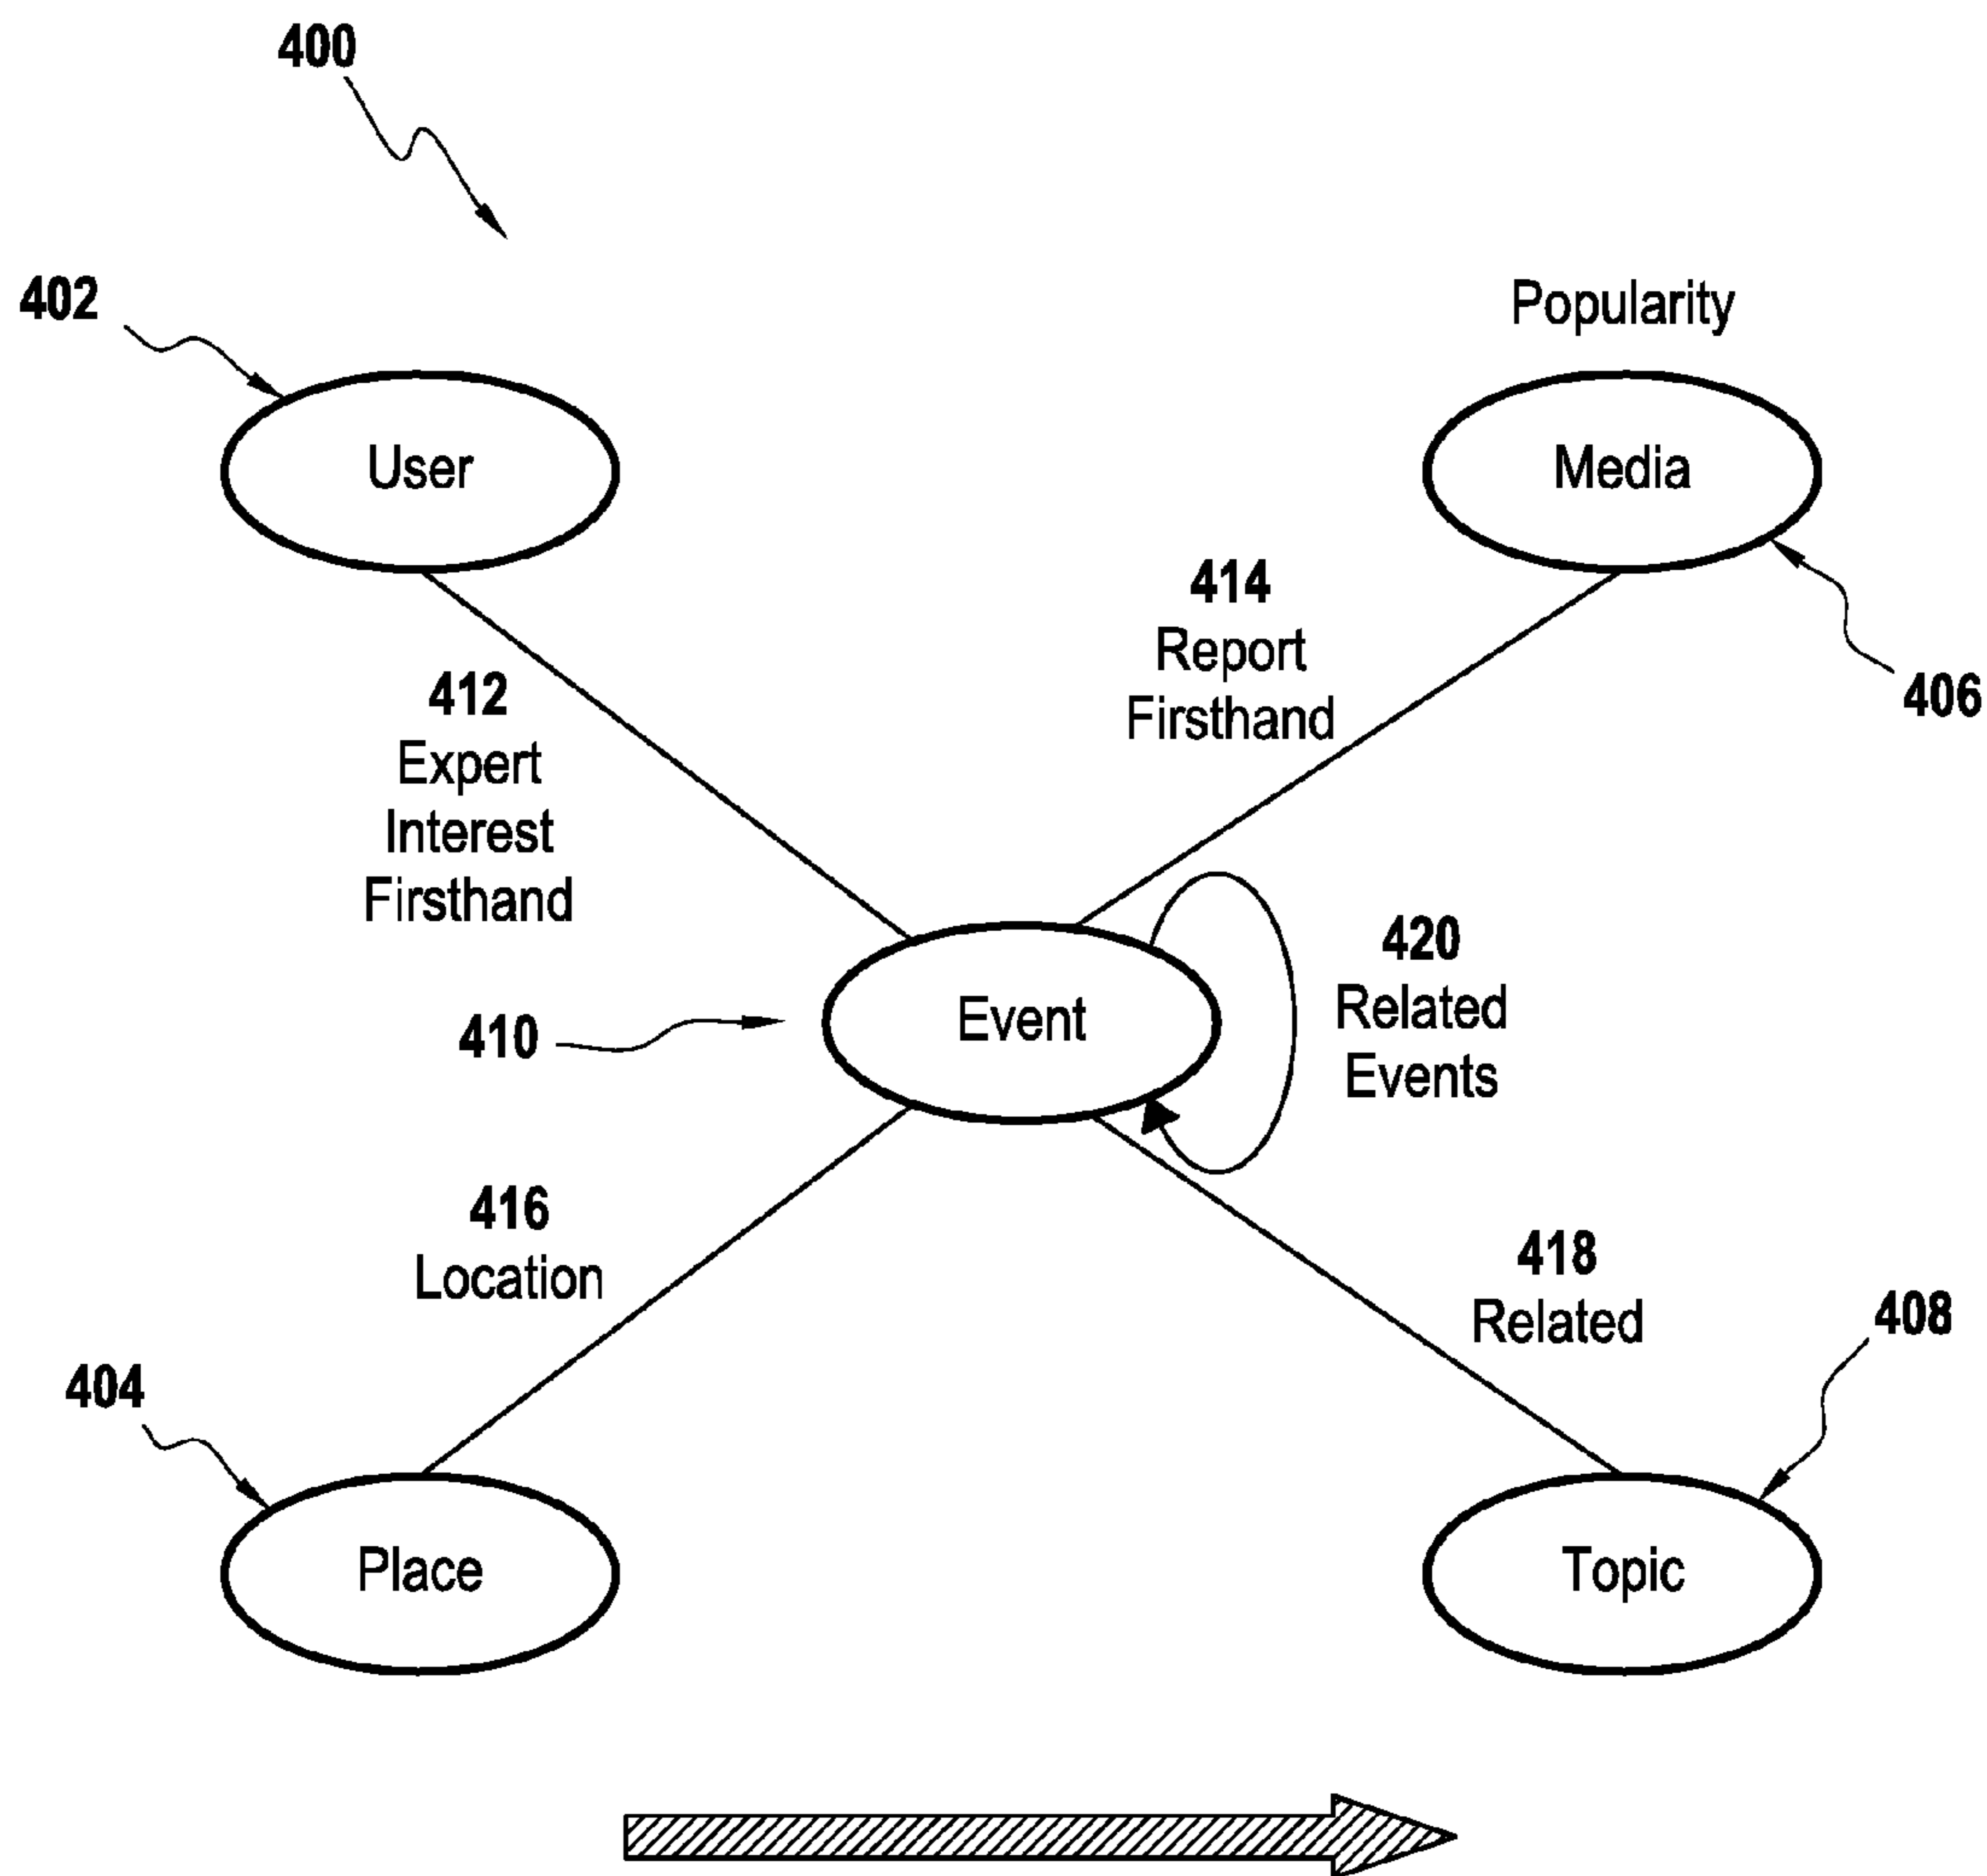 400
402
Popularity
User
Media
414
Report
Firsthand
406
412
Expert
Interest
Firsthand
420
Related
Events
410
Event
416
Location
418
Related
408
404
Place
Topic